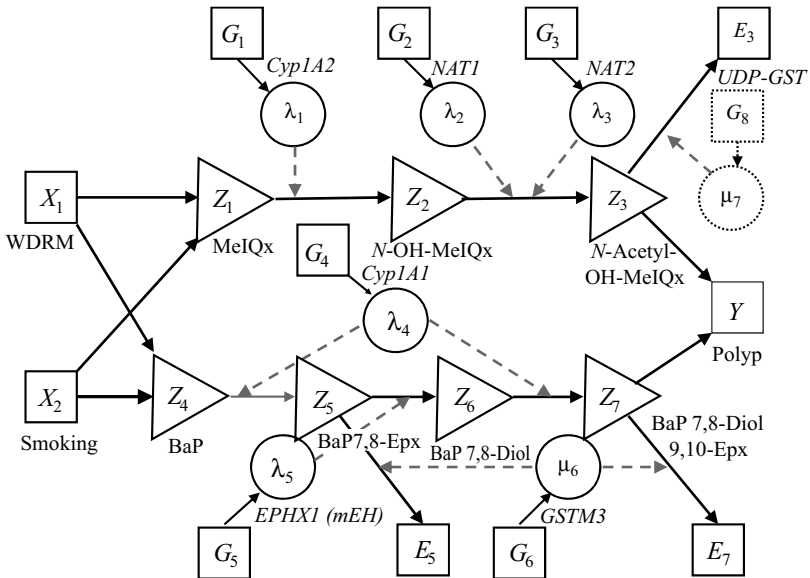 G1
G2
G3
E3
Cyp1A2
NAT1
NAT2
UDP-GST
λ1
λ2
λ3
G8
X1
Z1
Z2
Z3
μ7
WDRM
MeIQx
N-OH-MeIQx
N-Acetyl-
OH-MeIQx
G4
Cyp1A1
λ4
Y
Polyp
X2
Z4
Z5
Z6
Z7
Smoking
BaP
BaP7,8-Epx
BaP 7,8-Diol
BaP 7,8-Diol
9,10-Epx
λ5
μ6
EPHX1 (mEH)
GSTM3
G5
E5
G6
E7